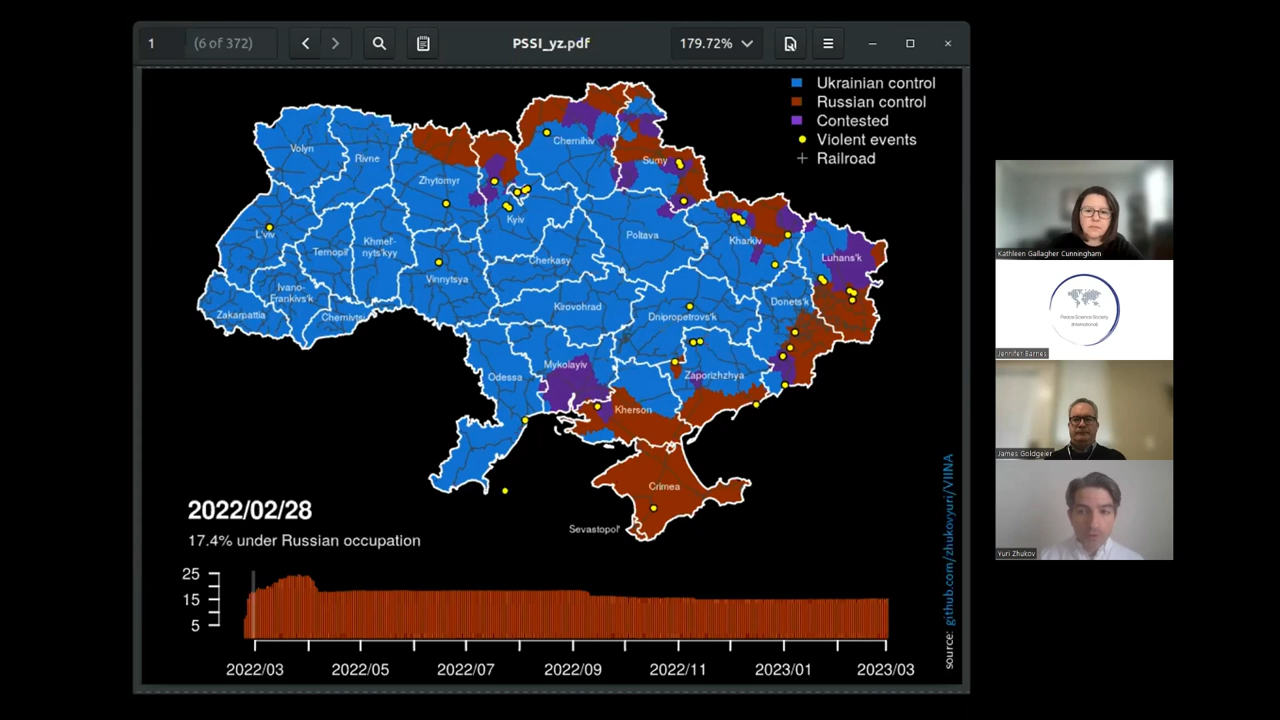 1
(6 of 372)
PSSI_yz.pdf
179.72%
Ukrainian control
Russian control
Contested
Violent events
Railroad
Volyn
Rivne
Zhytomyr
Chernihiv
Sumy
L'viv
Ternopil'
Khmel'-
nyts'kyy
Kyiv
Poltava
Kharkiv
Luhans'k
Cherkasy
Vinnytsya
Ivano-
Frankivs'k
Zakarpattia
Chernivtsi
Kirovohrad
Dnipropetrovs'k
Donets'k
Odessa
Mykolayiv
Zaporizhzhya
Kherson
Crimea
Sevastopol'
2022/02/28
17.4% under Russian occupation
25
15
5
2022/03
2022/05
2022/07
2022/09
2022/11
2023/01
2023/03
source: github.com/zhukovyuri/VIINA
Kathleen Gallagher Cunningham
Peace Science Society
(International)
Jennifer Barnes
James Goldgeier
Yuri Zhukov